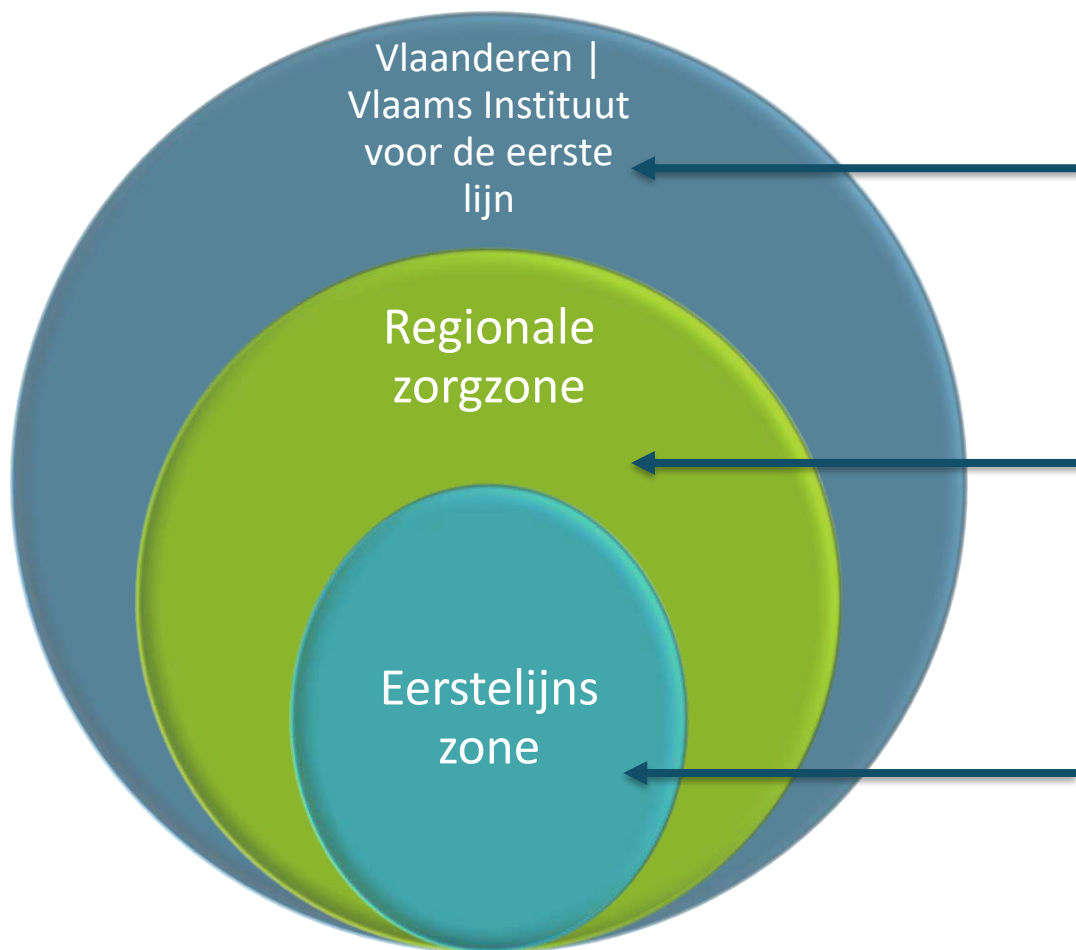 Vlaanderen |
Vlaams Instituut
voor de eerste
lijn
Regionale
zorgzone
Eerstelijns
zone